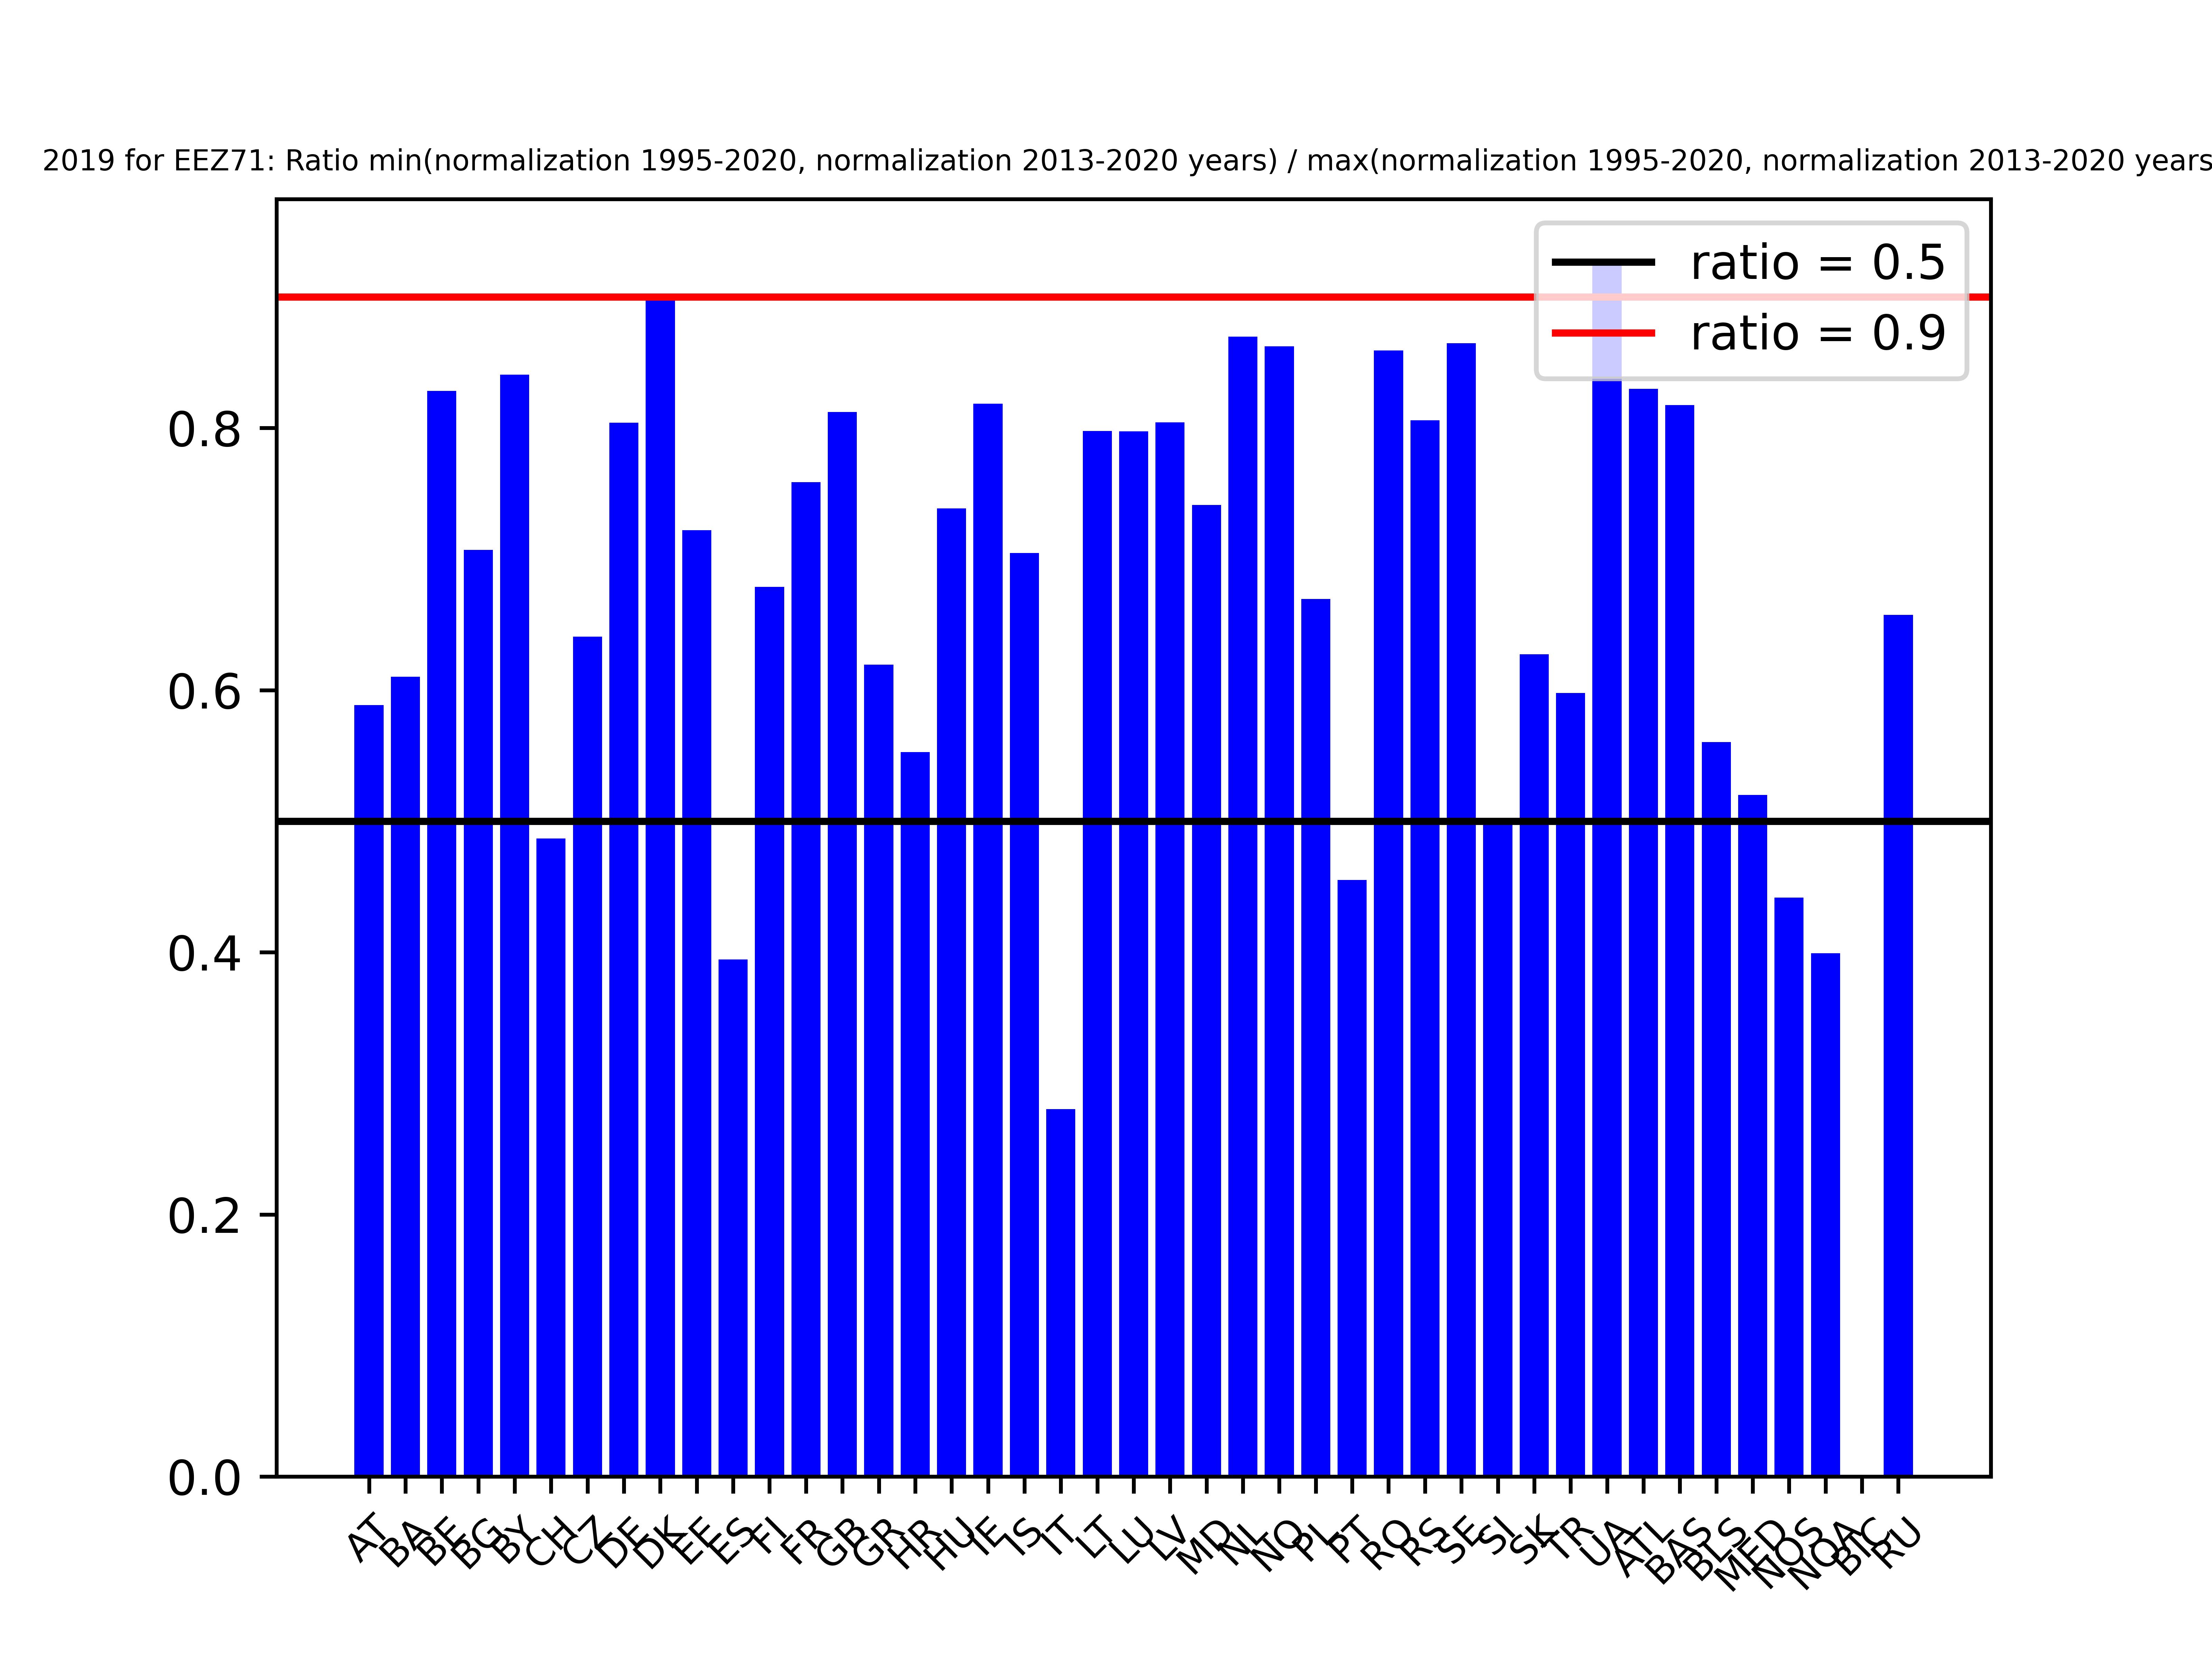 2019 for EEZ71: Ratio min(normalization 1995-2020, normalization 2013-2020 years) / max(normalization 1995-2020, normalization 2013-2020 years
ratio = 0.5
ratio = 0.9
0.8
0.6
0.4
0.2
0.0
AT BA BE BG BY CH CZ DE DK EE ES FI FR GB GR HR HU IE IS IT LT LU LV MD NL NO PL PT RO RS SE SI SK TR UA ATL BAS BLS MED NOS NOA BIC RU